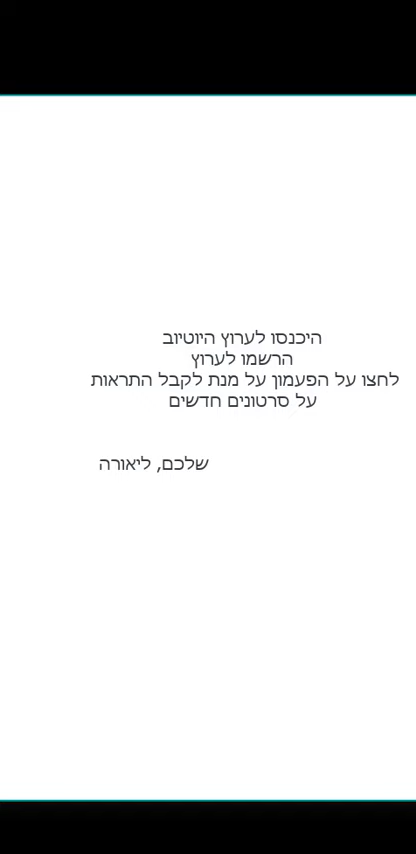 היכנסו לערוץ היוטיוב
הרשמו לערוץ
לחצו על הפעמון על מנת לקבל התראות
על סרטונים חדשים
שלכם, ליאורה